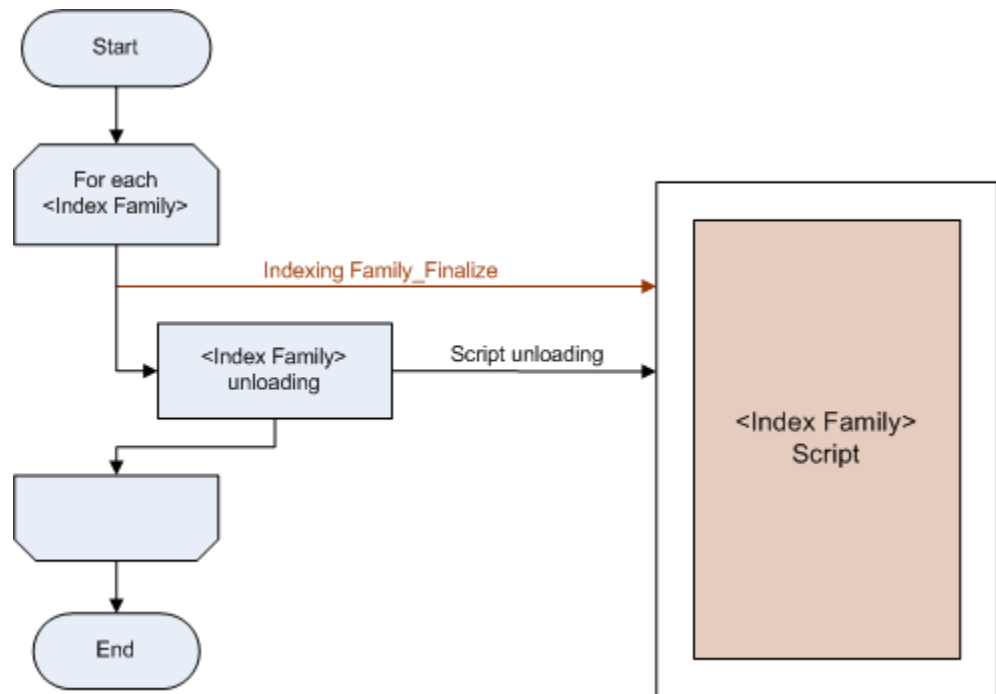 Start
For each
<Index Family>
Indexing Family_Finalize
<Index Family>
unloading
Script unloading
<Index Family>
Script
End